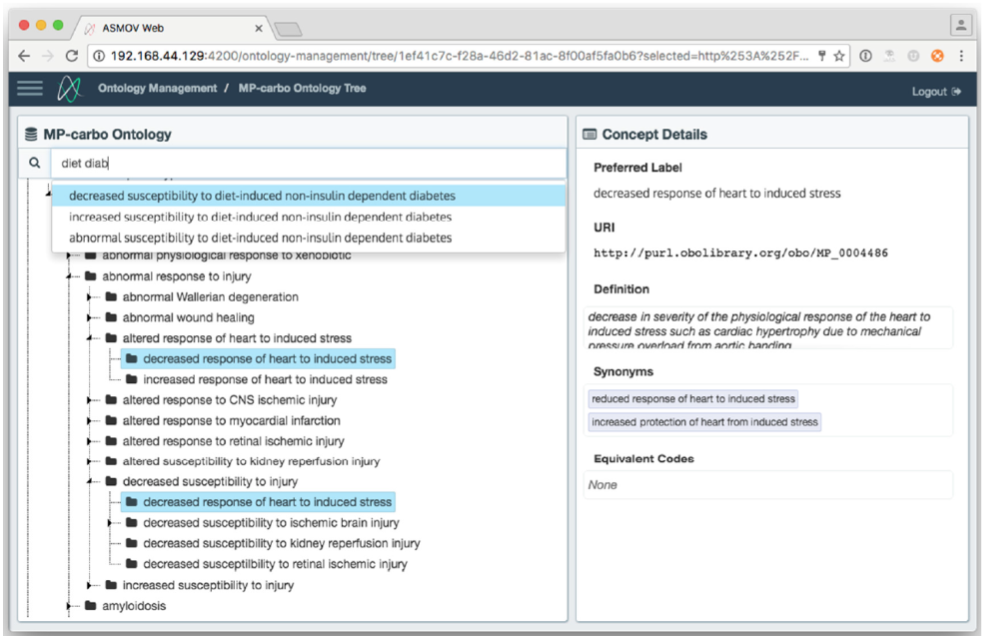 ASMOV Web
192.168.44.129:4200/ontology-management/tree/1ef41c7c-f28a-46d2-81ac-8f00af5fa0b6?selected=http%253A%252F...
Ontology Management / MP-carbo Ontology Tree
Logout
MP-carbo Ontology
diet diab
decreased susceptibility to diet-induced non-insulin dependent diabetes
increased susceptibility to diet-induced non-insulin dependent diabetes
abnormal susceptibility to diet-induced non-insulin dependent diabetes
abnormal physiological response to xenobiotic
abnormal response to injury
abnormal Wallerian degeneration
abnormal wound healing
altered response of heart to induced stress
decreased response of heart to induced stress
increased response of heart to induced stress
altered response to CNS ischemic injury
altered response to myocardial infarction
altered response to retinal ischemic injury
altered susceptibility to kidney reperfusion injury
decreased susceptibility to injury
decreased response of heart to induced stress
decreased susceptibility to ischemic brain injury
decreased susceptibility to kidney reperfusion injury
decreased susceptilbility to retinal ischemic injury
increased susceptibility to injury
amyloidosis
Concept Details
Preferred Label
decreased response of heart to induced stress
URI
http://purl.obolibrary.org/obo/MP_0004486
Definition
decrease in severity of the physiological response of the heart to
induced stress such as cardiac hypertrophy due to mechanical
pressure overload from aortic banding
Synonyms
reduced response of heart to induced stress
increased protection of heart from induced stress
Equivalent Codes
None